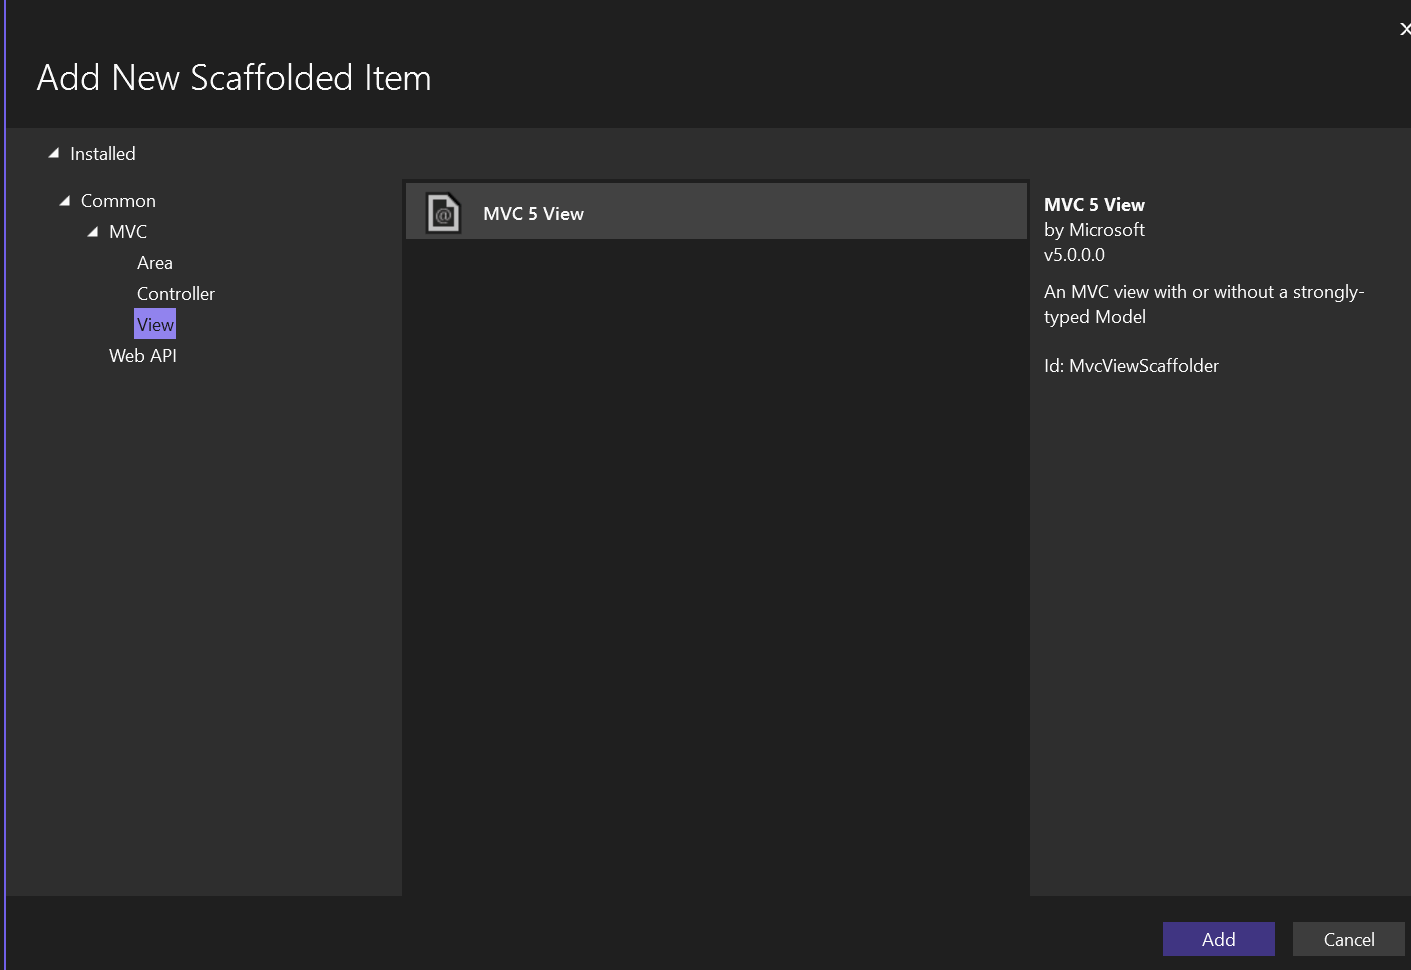 Add New Scaffolded Item
Installed
Common
MVC
Area
Controller
View
Web API
MVC 5 View
MVC 5 View
by Microsoft
v5.0.0.0
An MVC view with or without a strongly-
typed Model
Id: MvcViewScaffolder
Add
Cancel